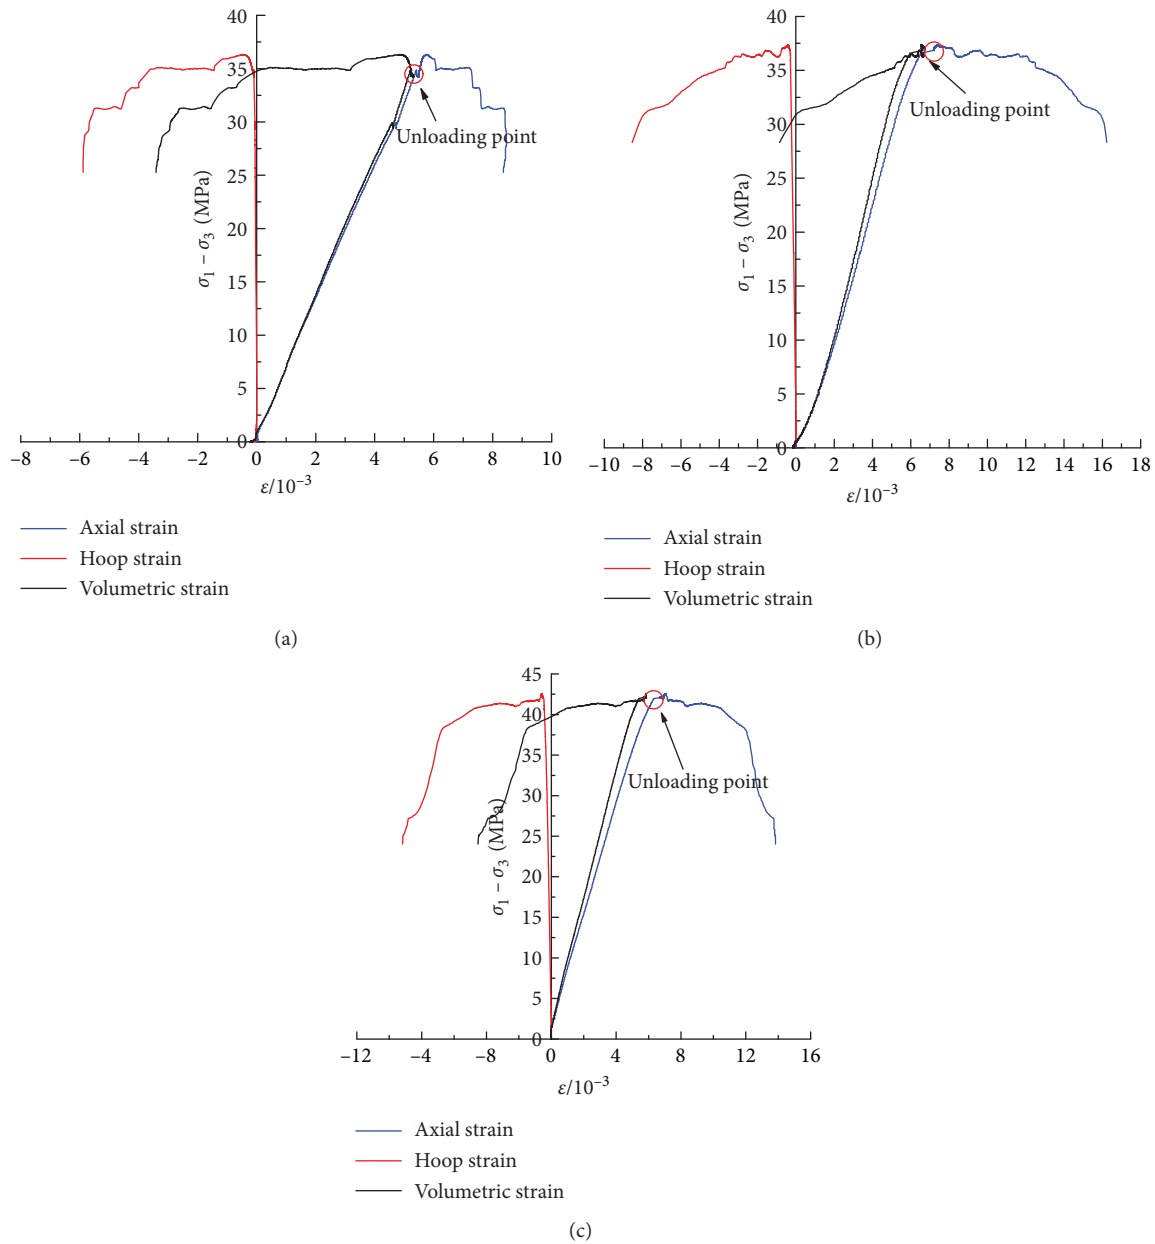 40
35
30
25
20
15
10
5
0
σ1 – σ3 (MPa)
Unloading point
–8 –6 –4 –2 0 2 4 6 8 10
ε/10–3
Axial strain
Hoop strain
Volumetric strain
(a)
40
35
30
25
20
15
10
5
0
σ1 – σ3 (MPa)
Unloading point
–10 –8 –6 –4 –2 0 2 4 6 8 10 12 14 16 18
ε/10–3
Axial strain
Hoop strain
Volumetric strain
(b)
45
40
35
30
25
20
15
10
5
0
σ1 – σ3 (MPa)
Unloading point
–12 –4 –8 0 4 8 12 16
ε/10–3
Axial strain
Hoop strain
Volumetric strain
(c)